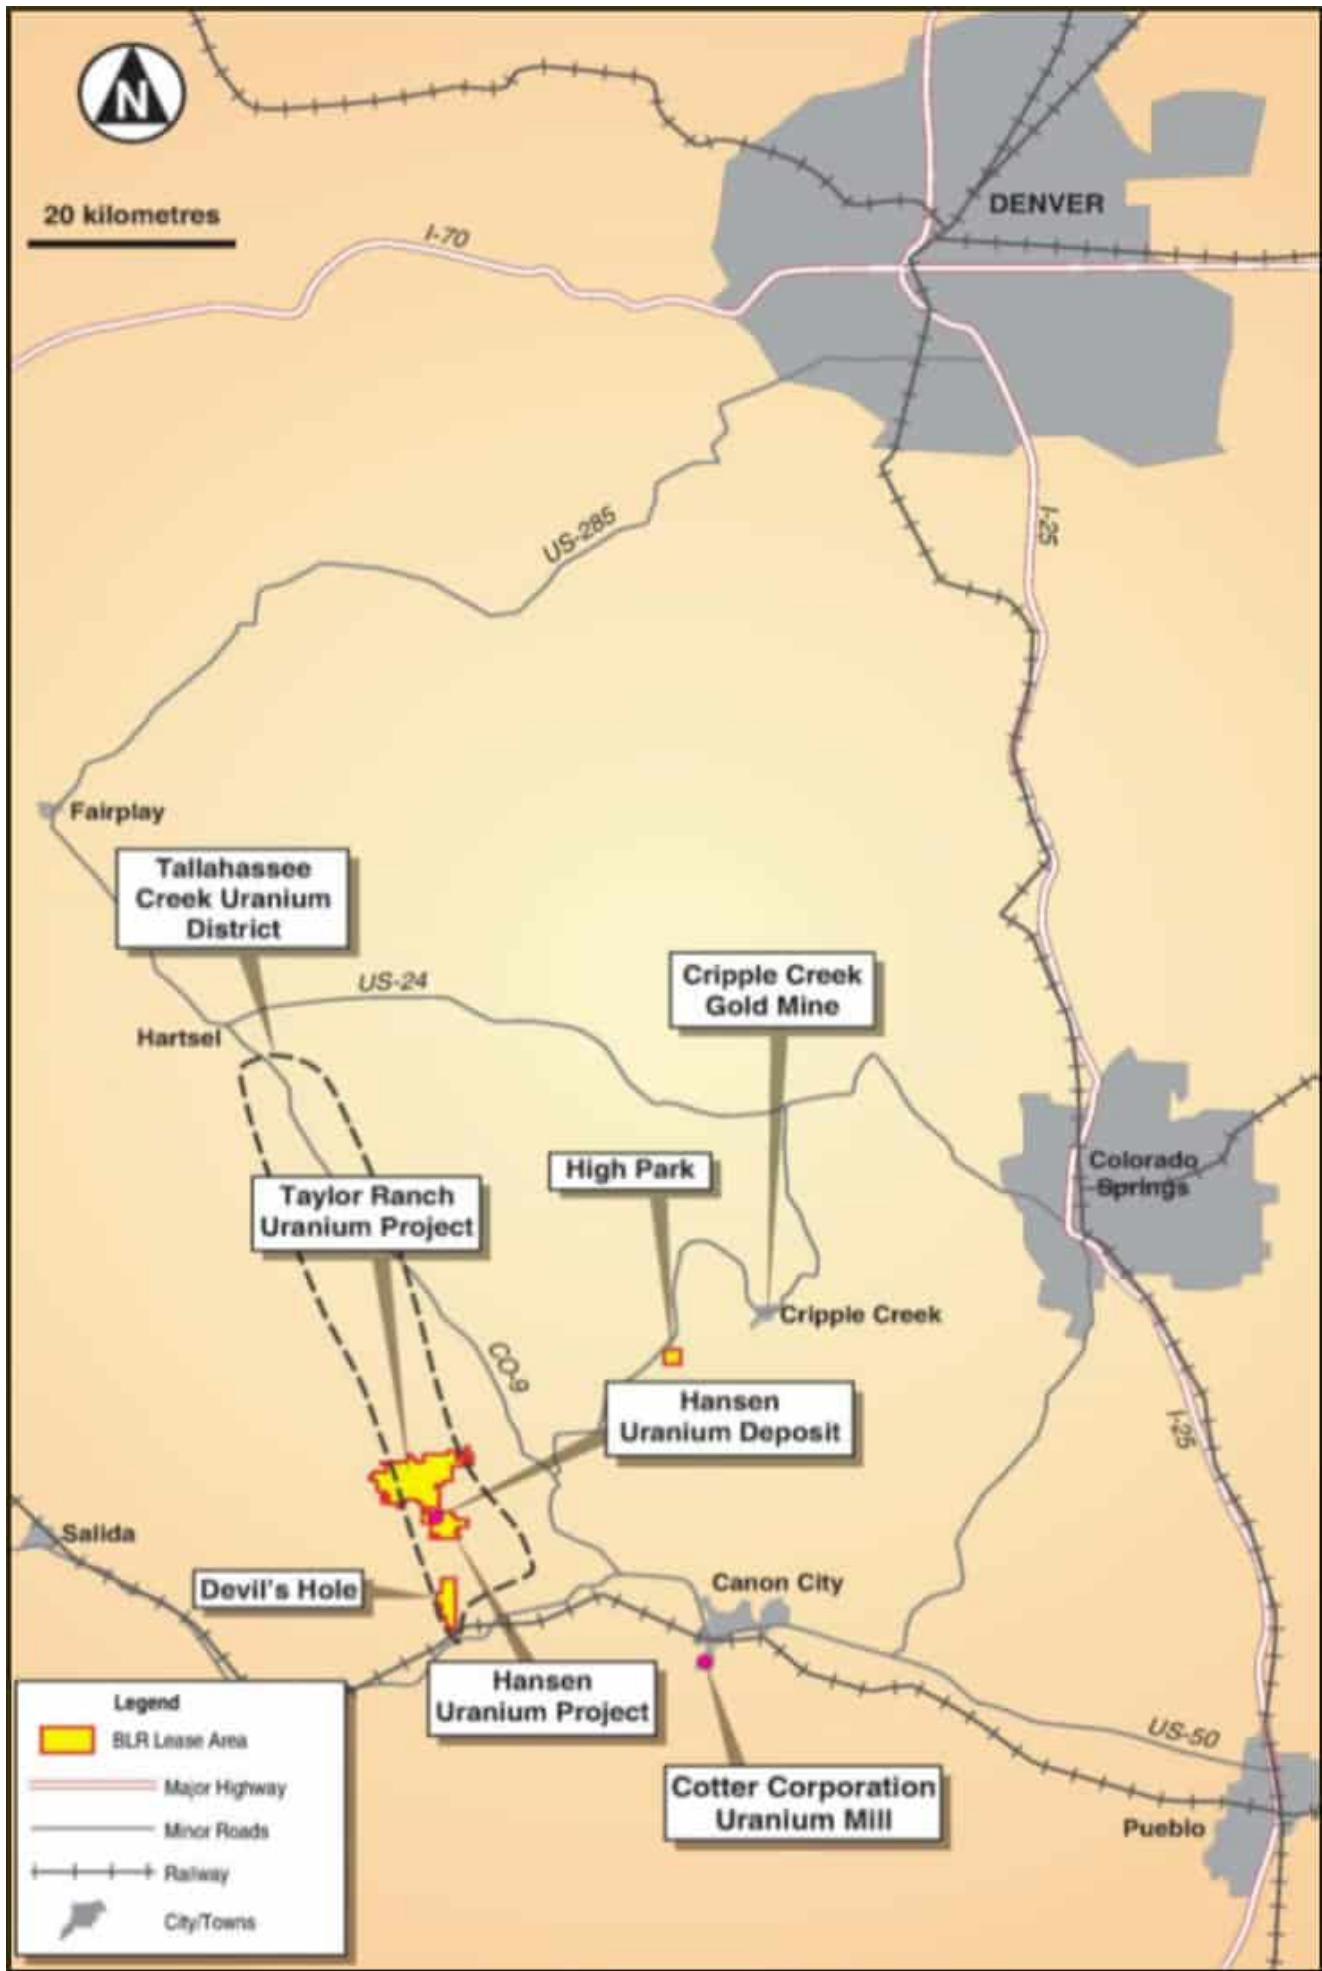 N
DENVER
20 kilometres
I-70
I-25
US-285
Fairplay
Tallahassee
Creek Uranium
District
US-24
Cripple Creek
Gold Mine
Hartsel
High Park
Colorado
Springs
Taylor Ranch
Uranium Project
Cripple Creek
CO-9
Hansen
Uranium Deposit
I-25
Salida
Devil's Hole
Canon City
Hansen
Uranium Project
US-50
Cotter Corporation
Uranium Mill
Pueblo
Legend
BLR Lease Area
Major Highway
Minor Roads
Railway
City/Towns